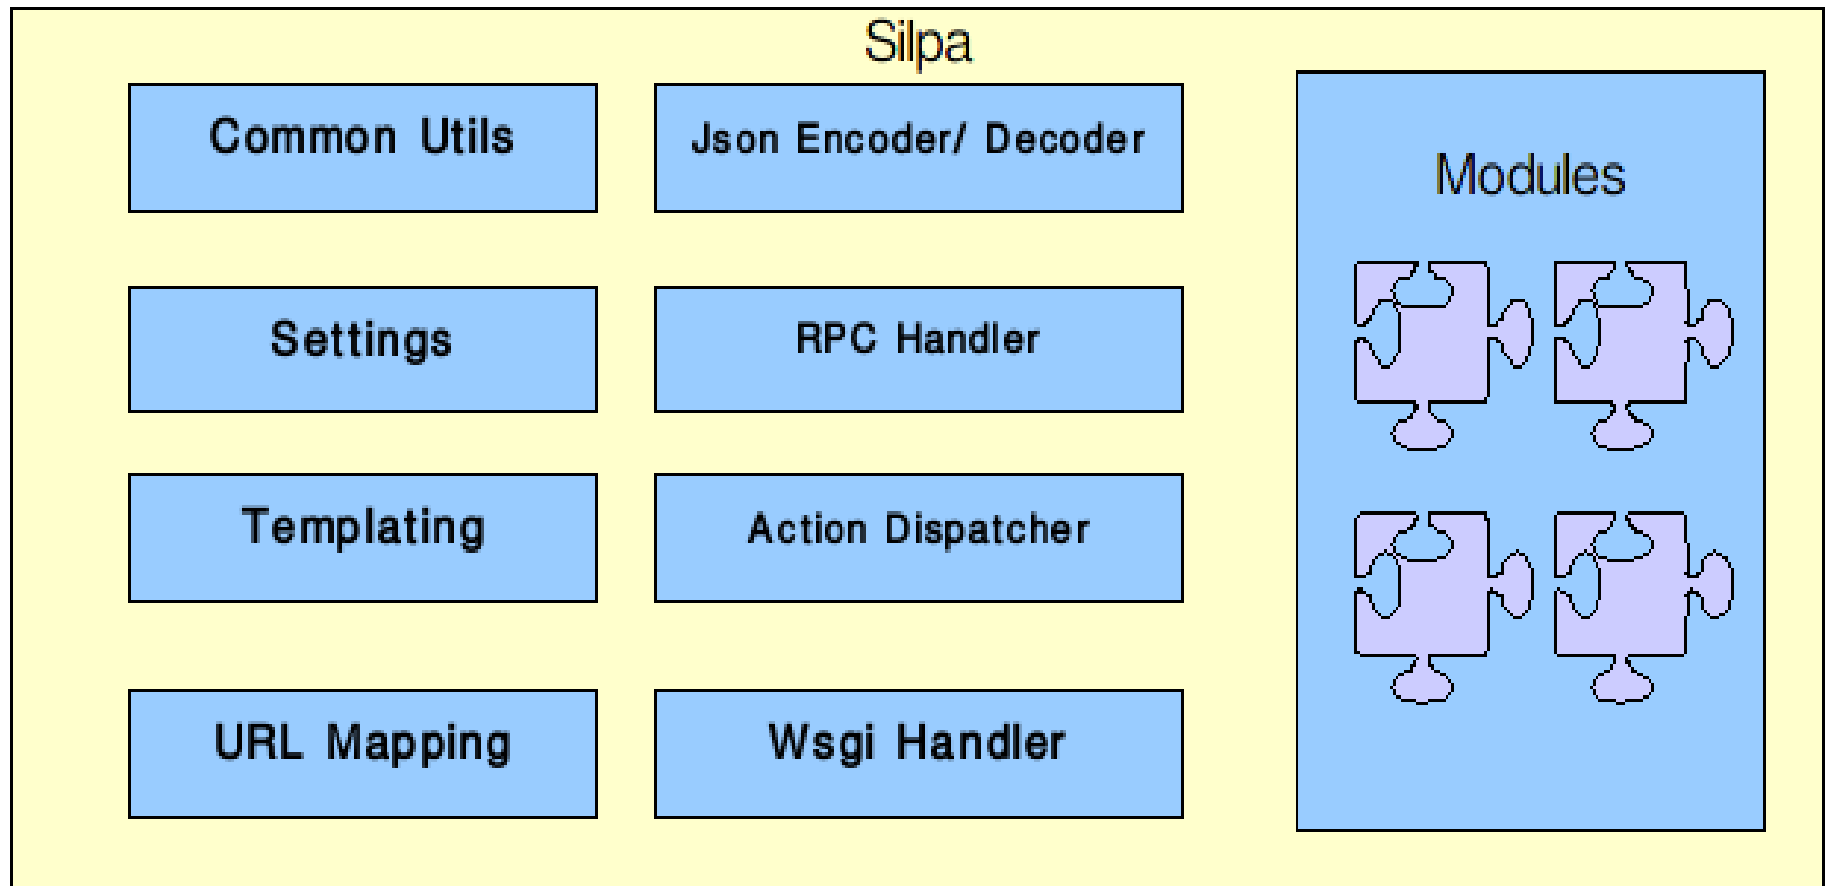 Silpa
Common Utils
Json Encoder/ Decoder
Modules
Settings
RPC Handler
Templating
Action Dispatcher
URL Mapping
Wsgi Handler